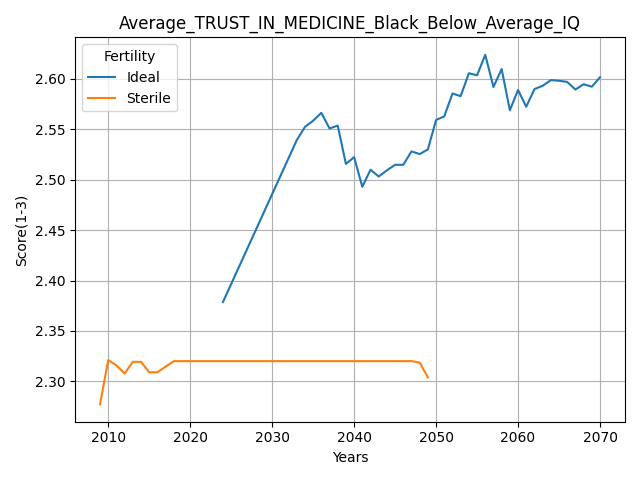 Average_TRUST_IN_MEDICINE_Black_Below_Average_IQ
Fertility
Ideal
Sterile
Score(1-3)
2.60
2.55
2.50
2.45
2.40
2.35
2.30
2010 2020 2030 2040 2050 2060 2070
Years